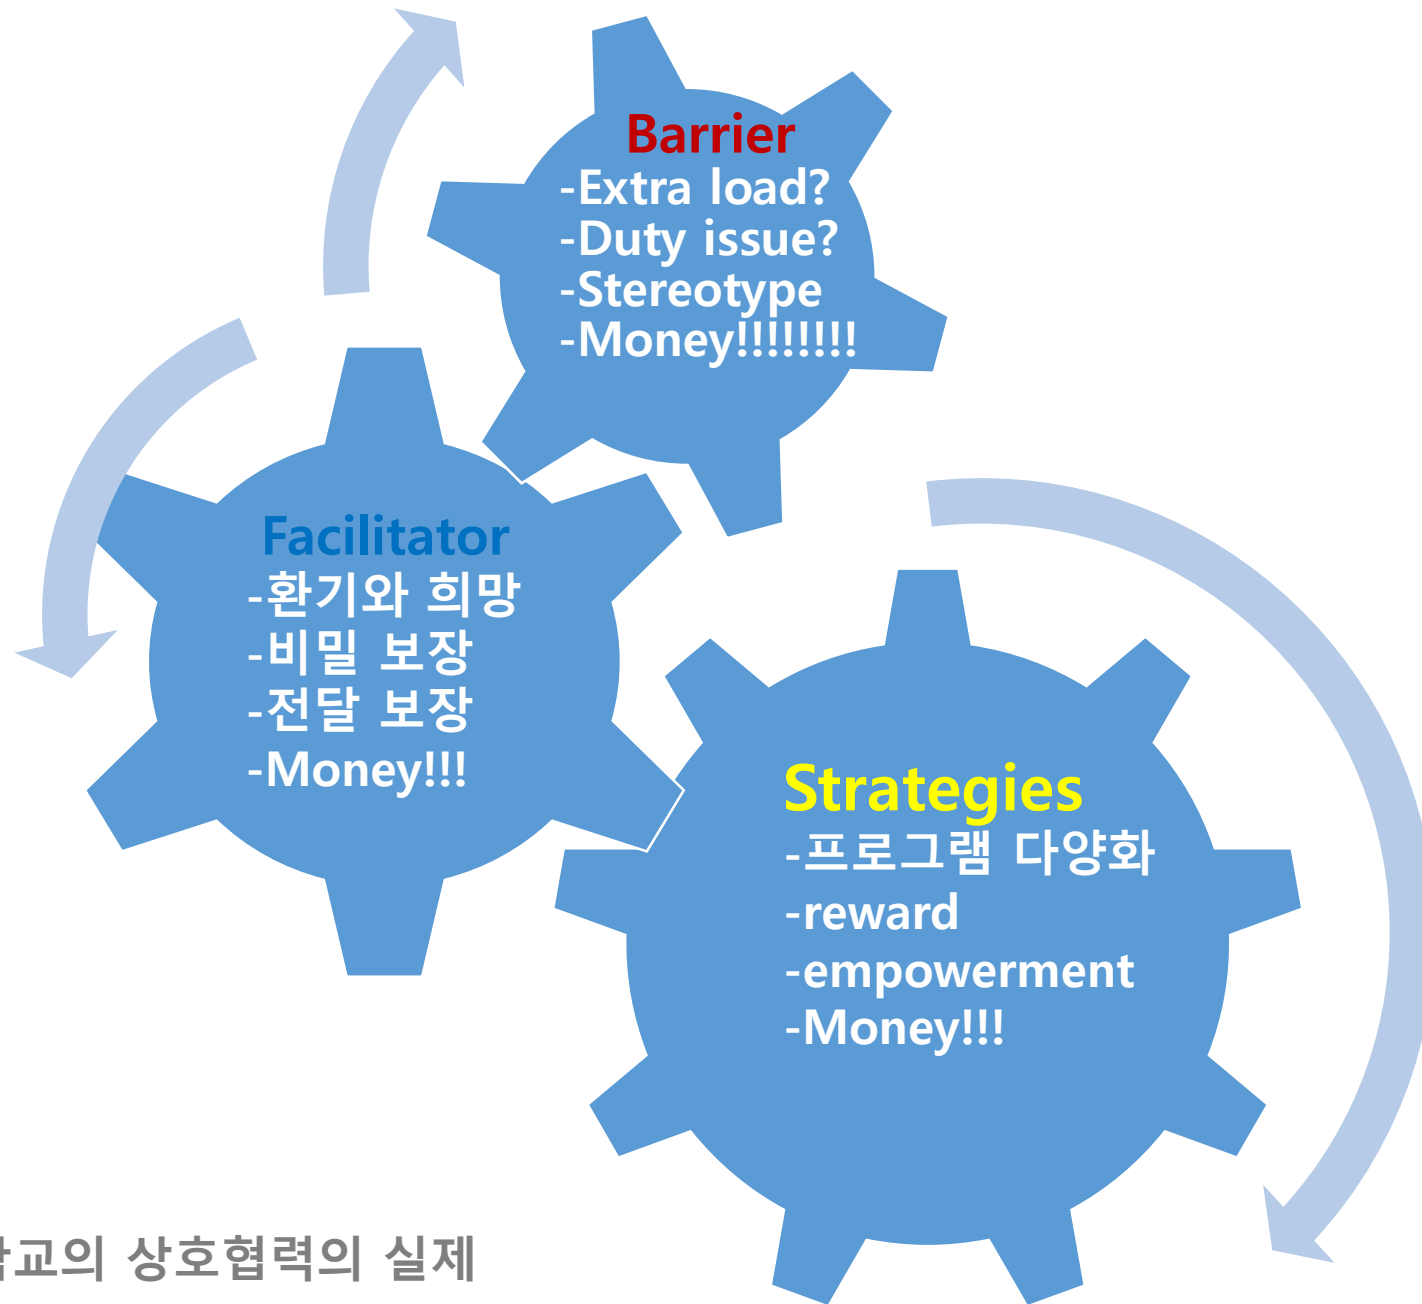 Barrier
-Extra load?
-Duty issue?
-Stereotype
-Money!!!!!!!!
Facilitator
-환기와 희망
-비밀 보장
-전달 보장
-Money!!!
Strategies
-프로그램 다양화
-reward
-empowerment
-Money!!!
상호협력의 실제